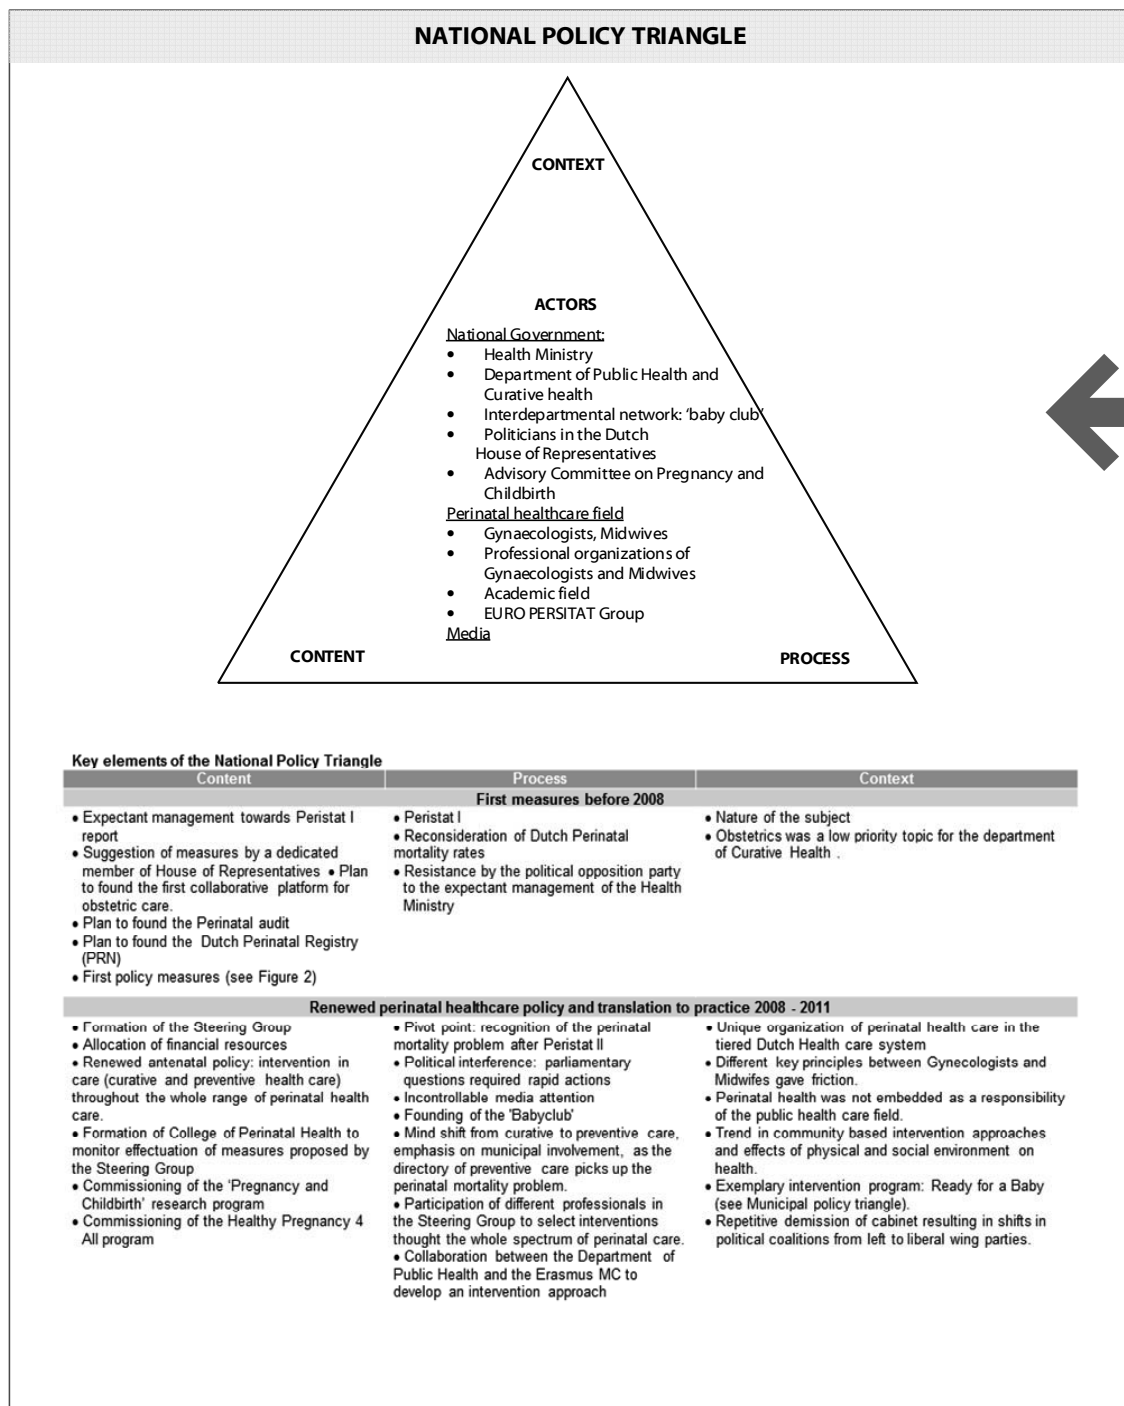 NATIONAL POLICY TRIANGLE
CONTEXT
ACTORS
National Government:
• Health Ministry
• Department of Public Health and
Curative health
• Interdepartmental network: ‘baby club’
• Politicians in the Dutch
House of Representatives
• Advisory Committee on Pregnancy and
Childbirth
Perinatal healthcare field
• Gynaecologists, Midwives
• Professional organizations of
Gynaecologists and Midwives
• Academic field
• EURO PERSITAT Group
Media
CONTENT
PROCESS
Key elements of the National Policy Triangle
Content Process Context
First measures before 2008
• Expectant management towards Peristat I
report
• Suggestion of measures by a dedicated
member of House of Representatives • Plan
to found the first collaborative platform for
obstetric care.
• Plan to found the Perinatal audit
• Plan to found the Dutch Perinatal Registry
(PRN)
• First policy measures (see Figure 2)
• Peristat I
• Reconsideration of Dutch Perinatal
mortality rates
• Resistance by the political opposition party
to the expectant management of the Health
Ministry
• Nature of the subject
• Obstetrics was a low priority topic for the department
of Curative Health .
Renewed perinatal healthcare policy and translation to practice 2008 - 2011
• Formation of the Steering Group
• Allocation of financial resources
• Renewed antenatal policy: intervention in
care (curative and preventive health care)
throughout the whole range of perinatal health
care.
• Formation of College of Perinatal Health to
monitor effectuation of measures proposed by
the Steering Group
• Commissioning of the ‘Pregnancy and
Childbirth’ research program
• Commissioning of the Healthy Pregnancy 4
All program
• Pivot point: recognition of the perinatal
mortality problem after Peristat II
• Political interference: parliamentary
questions required rapid actions
• Incontrollable media attention
• Founding of the 'Babyclub'
• Mind shift from curative to preventive care,
emphasis on municipal involvement, as the
directory of preventive care picks up the
perinatal mortality problem.
• Participation of different professionals in
the Steering Group to select interventions
thought the whole spectrum of perinatal care.
• Collaboration between the Department of
Public Health and the Erasmus MC to
develop an intervention approach
• Unique organization of perinatal health care in the
tiered Dutch Health care system
• Different key principles between Gynecologists and
Midwifes gave friction.
• Perinatal health was not embedded as a responsibility
of the public health care field.
• Trend in community based intervention approaches
and effects of physical and social environment on
health.
• Exemplary intervention program: Ready for a Baby
(see Municipal policy triangle).
• Repetitive demission of cabinet resulting in shifts in
political coalitions from left to liberal wing parties.